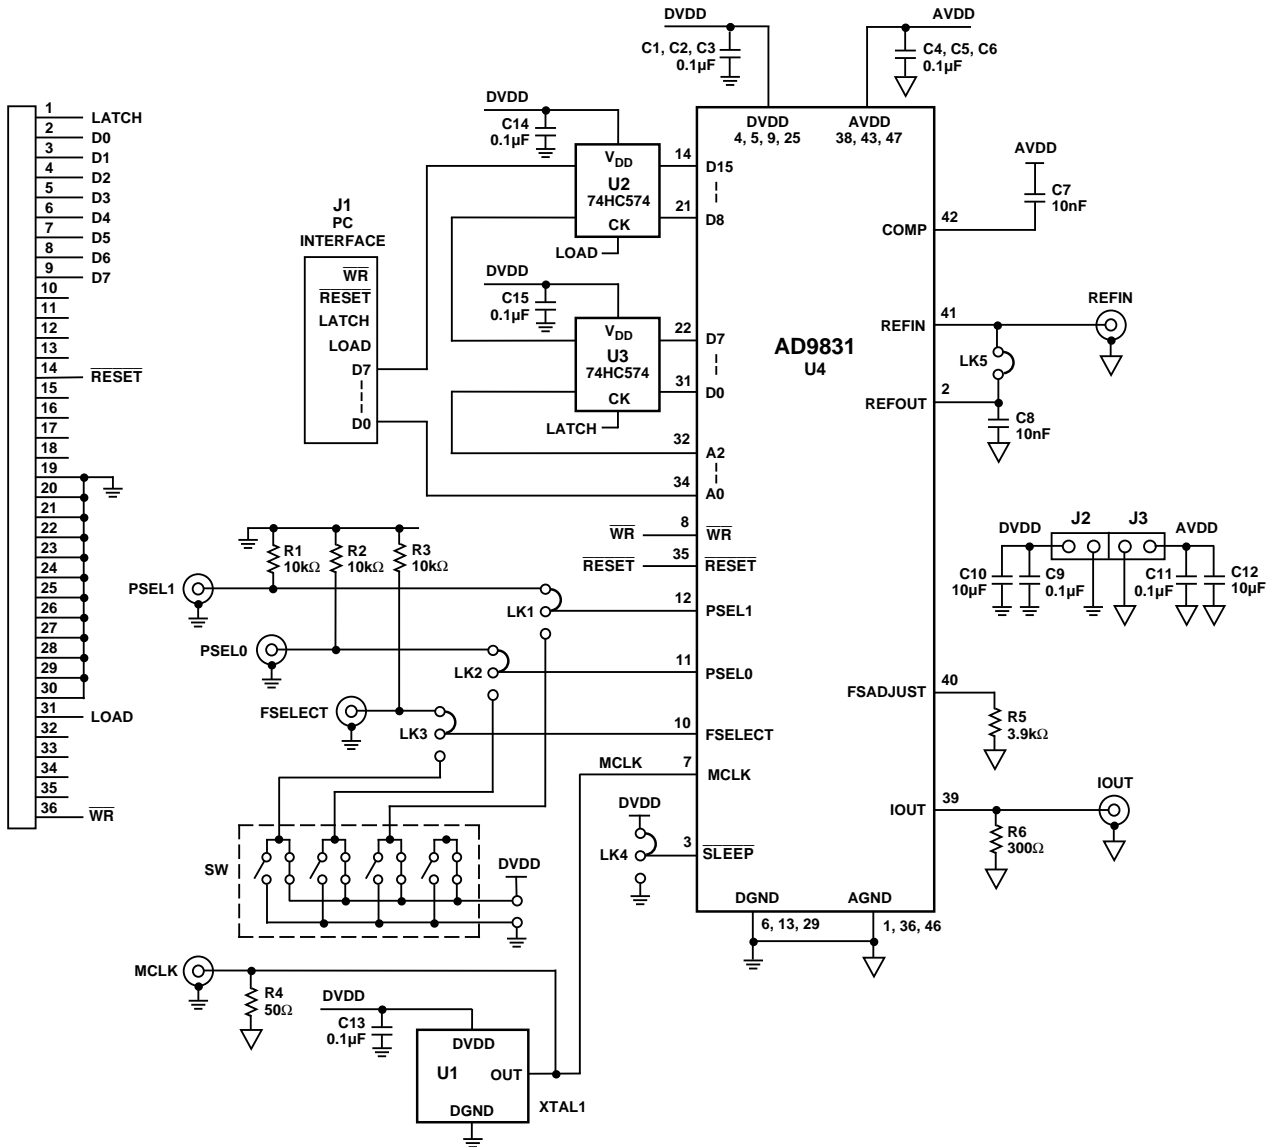 DVDD
C1, C2, C3
0.1µF
AVDD
C4, C5, C6
0.1µF
1
LATCH
2
D0
3
D1
4
D2
5
D3
6
D4
7
D5
8
D6
9
D7
10
11
12
13
14
RESET
15
16
17
18
19
20
21
22
23
24
25
26
27
28
29
30
31
LOAD
32
33
34
35
36
WR
J1
PC
INTERFACE
WR
RESET
LATCH
LOAD
D7
D0
DVDD
C14
0.1µF
VDD
U2
74HC574
CK
LOAD
DVDD
C15
0.1µF
VDD
U3
74HC574
CK
LATCH
DVDD
4, 5, 9, 25
AVDD
38, 43, 47
14
D15
21
D8
22
D7
31
D0
32
A2
34
A0
WR
8
WR
RESET
35
RESET
12
PSEL1
11
PSEL0
10
FSELECT
MCLK
7
MCLK
3
SLEEP
AD9831
U4
COMP
42
AVDD
C7
10nF
REFIN
41
REFIN
LK5
REFOUT
2
C8
10nF
DVDD
J2
J3
AVDD
C10
10µF
C9
0.1µF
C11
0.1µF
C12
10µF
FSADJUST
40
R5
3.9kΩ
IOUT
39
IOUT
R6
300Ω
DGND
6, 13, 29
AGND
1, 36, 46
R1
10kΩ
R2
10kΩ
R3
10kΩ
PSEL1
LK1
PSEL0
LK2
FSELECT
LK3
DVDD
LK4
SW
DVDD
MCLK
R4
50Ω
DVDD
C13
0.1µF
DVDD
U1
OUT
DGND
XTAL1